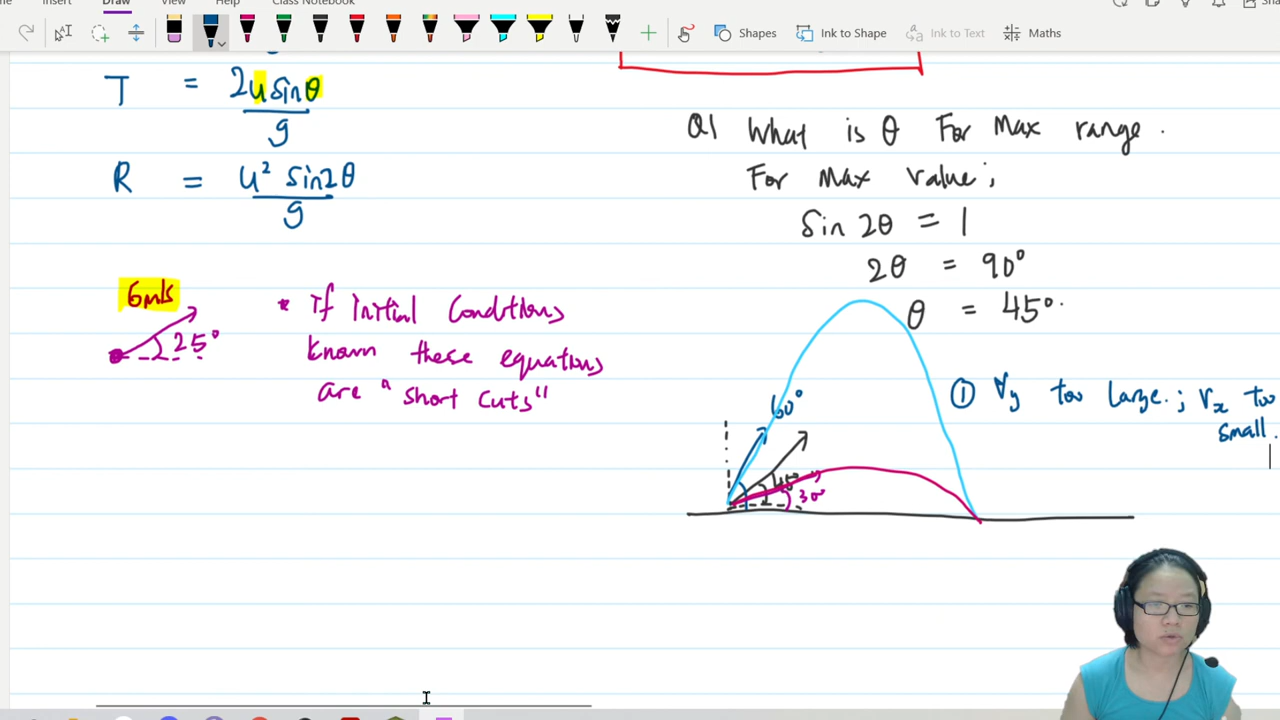 Insert Draw View Help Class Notebook
Shapes Ink to Shape Ink to Text Maths
T = 2usinθ
g
R = u² sin2θ
g
6m/s
25°
* If initial conditions
known these equations
are "short cuts"
Q1 What is θ For Max range.
For Max value;
Sin 2θ = 1
2θ = 90°
θ = 45°.
60°
45°
30°
① Vy too large.; Vx too
small.